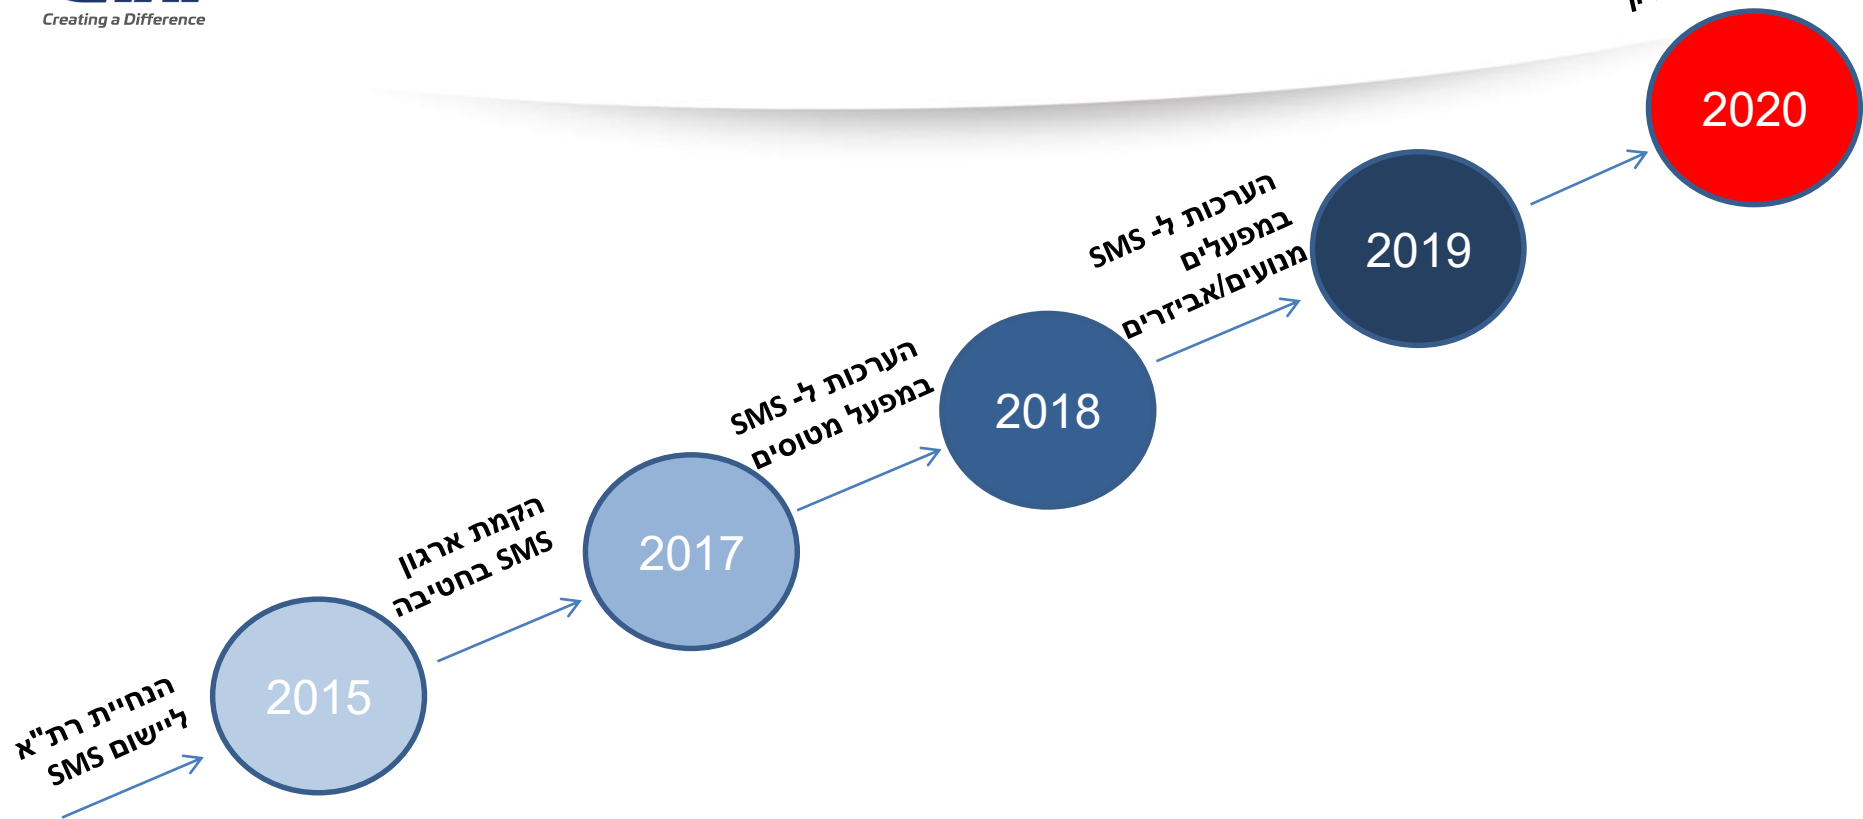 Creating a Difference
2020
הערכות ל- SMS
במפעלים
מנועים/אביזרים
2019
הערכות ל- SMS
במפעל מטוסים
2018
הקמת ארגון
SMS בחטיבה
2017
הנחיית רת"א
ליישום SMS
2015